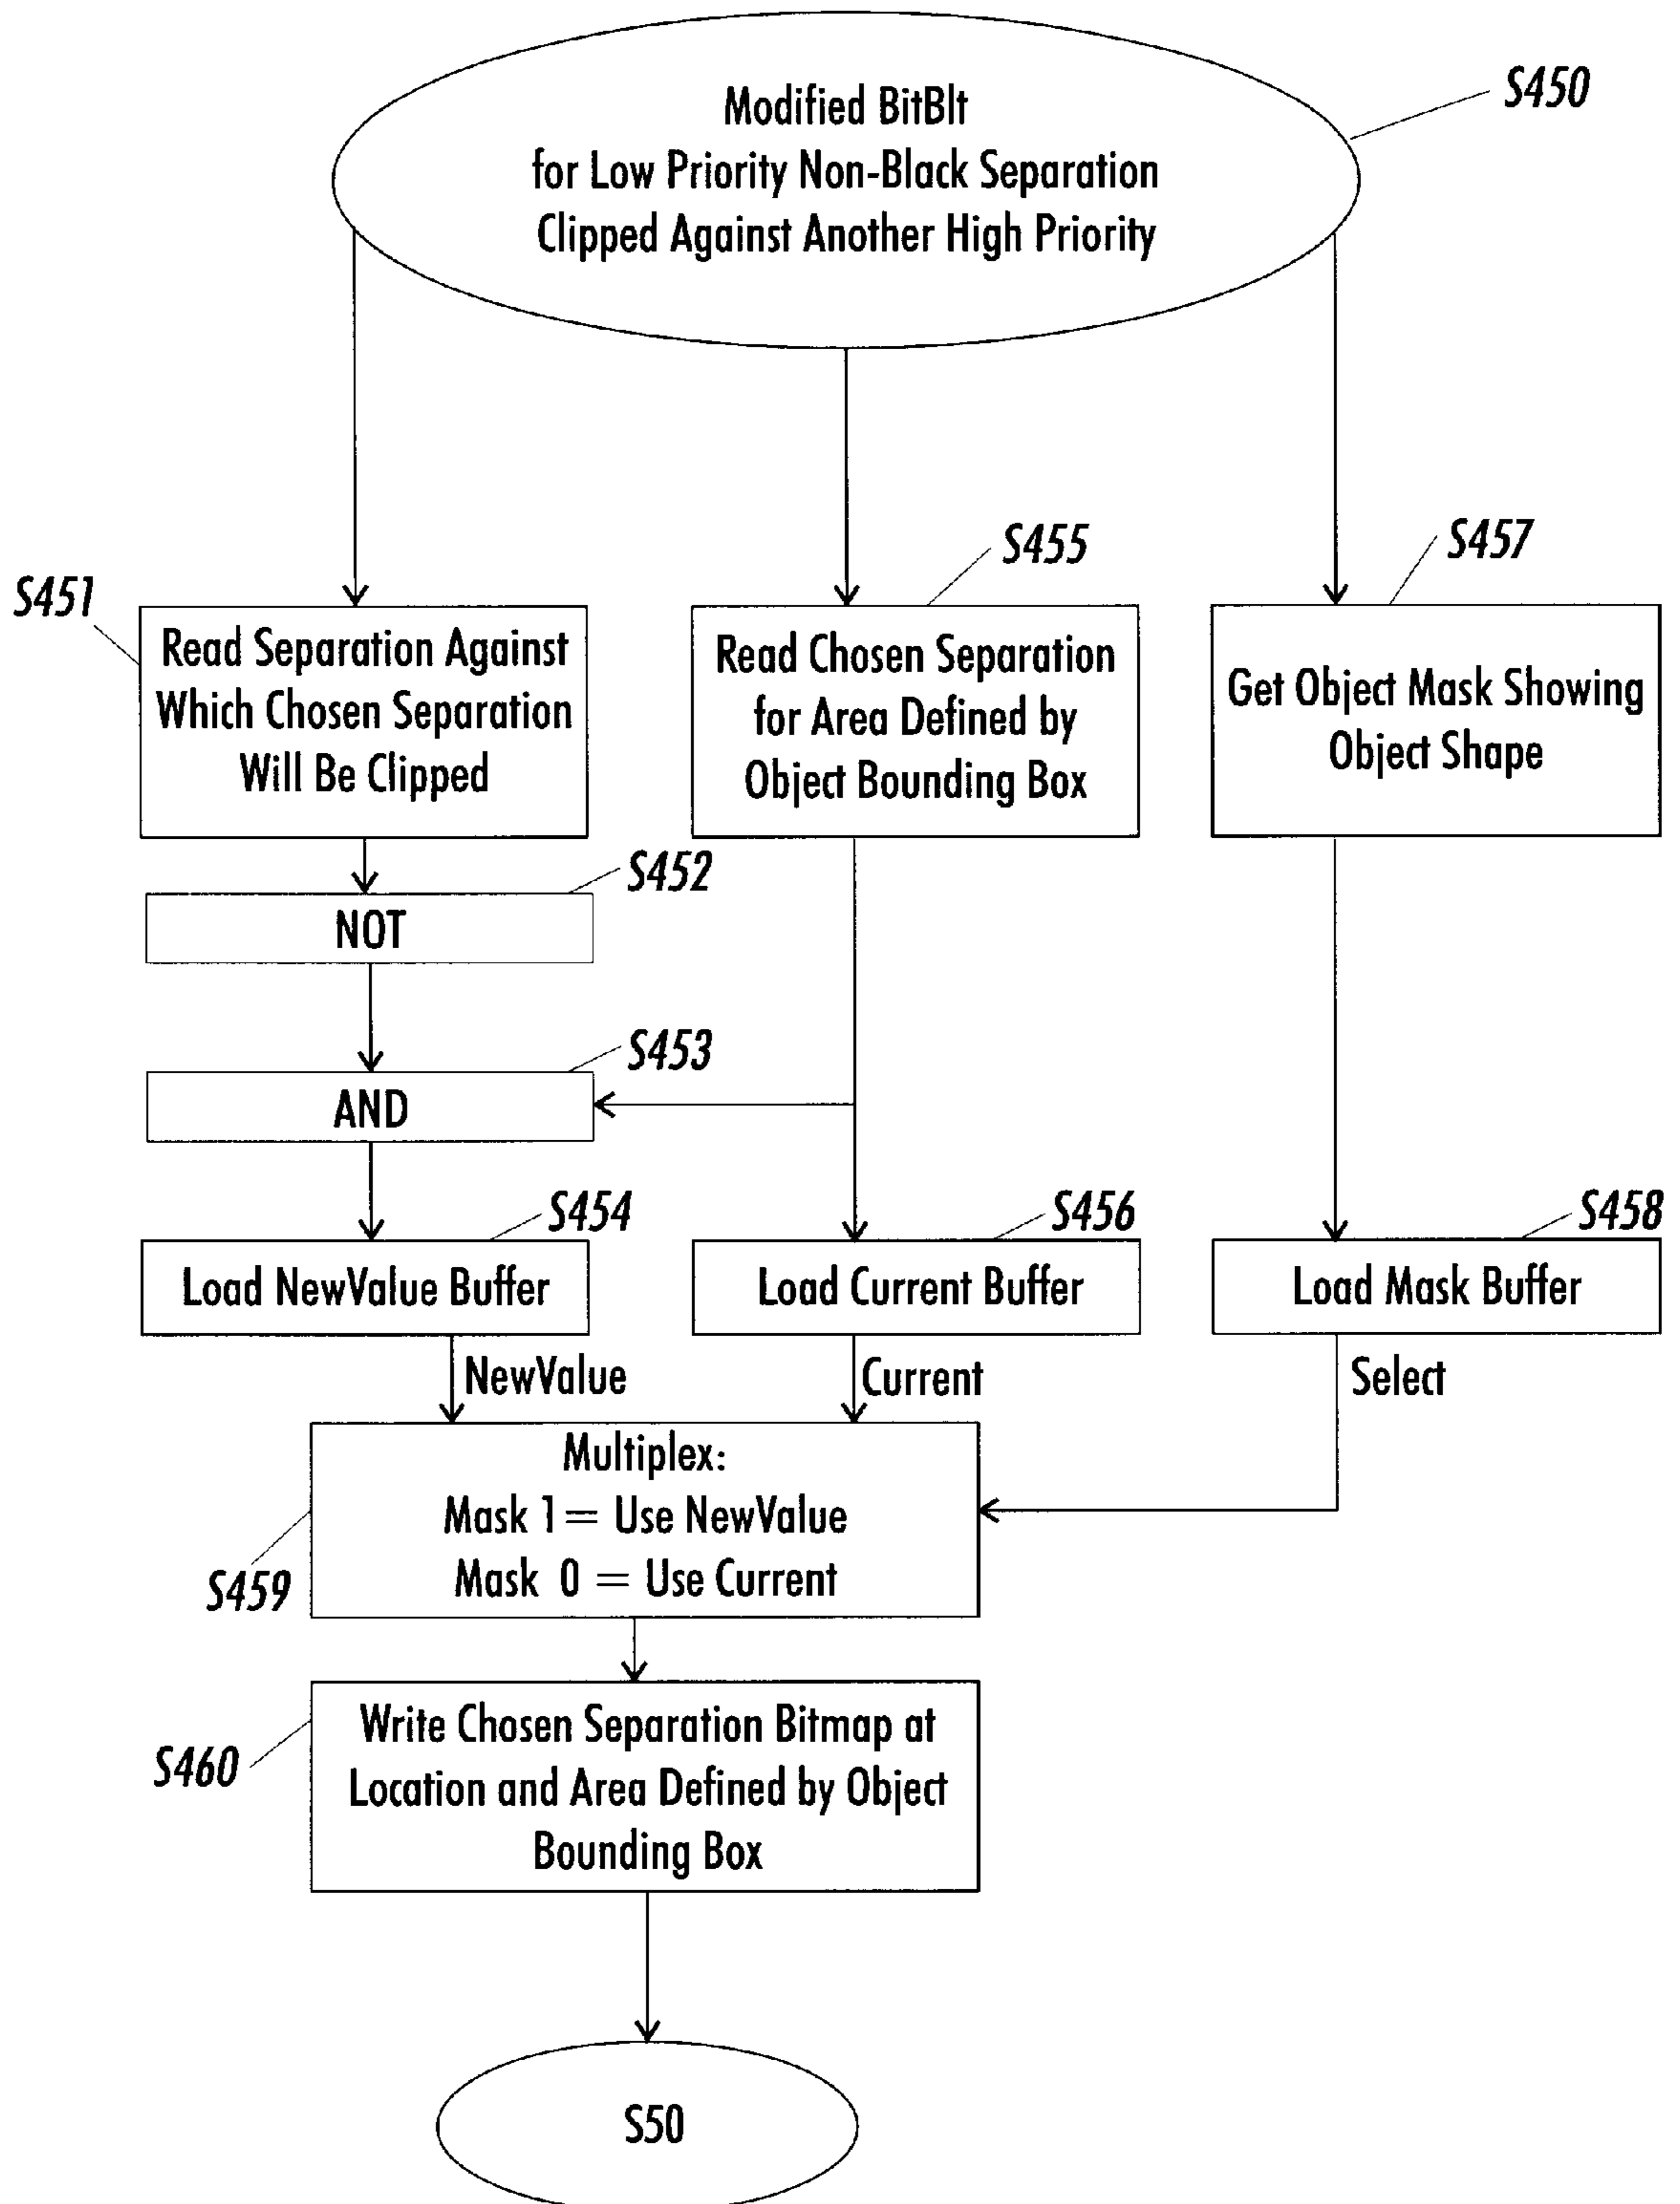 Modified BitBlt
for Low Priority Non-Black Separation
Clipped Against Another High Priority
S450
S451
Read Separation Against
Which Chosen Separation
Will Be Clipped
S455
Read Chosen Separation
for Area Defined by
Object Bounding Box
S457
Get Object Mask Showing
Object Shape
S452
NOT
S453
AND
S454
Load NewValue Buffer
S456
Load Current Buffer
S458
Load Mask Buffer
NewValue
Current
Select
Multiplex:
Mask 1 = Use NewValue
Mask 0 = Use Current
S459
Write Chosen Separation Bitmap at
Location and Area Defined by Object
Bounding Box
S460
S50